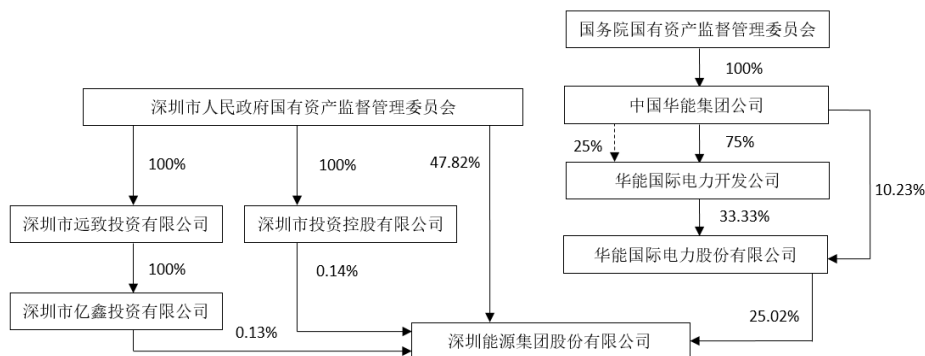 国务院国有资产监督管理委员会
100%
深圳市人民政府国有资产监督管理委员会
中国华能集团公司
25%
75%
100%
100%
47.82%
华能国际电力开发公司
10.23%
深圳市远致投资有限公司
深圳市投资控股有限公司
33.33%
华能国际电力股份有限公司
100%
0.14%
深圳市亿鑫投资有限公司
25.02%
0.13%
深圳能源集团股份有限公司